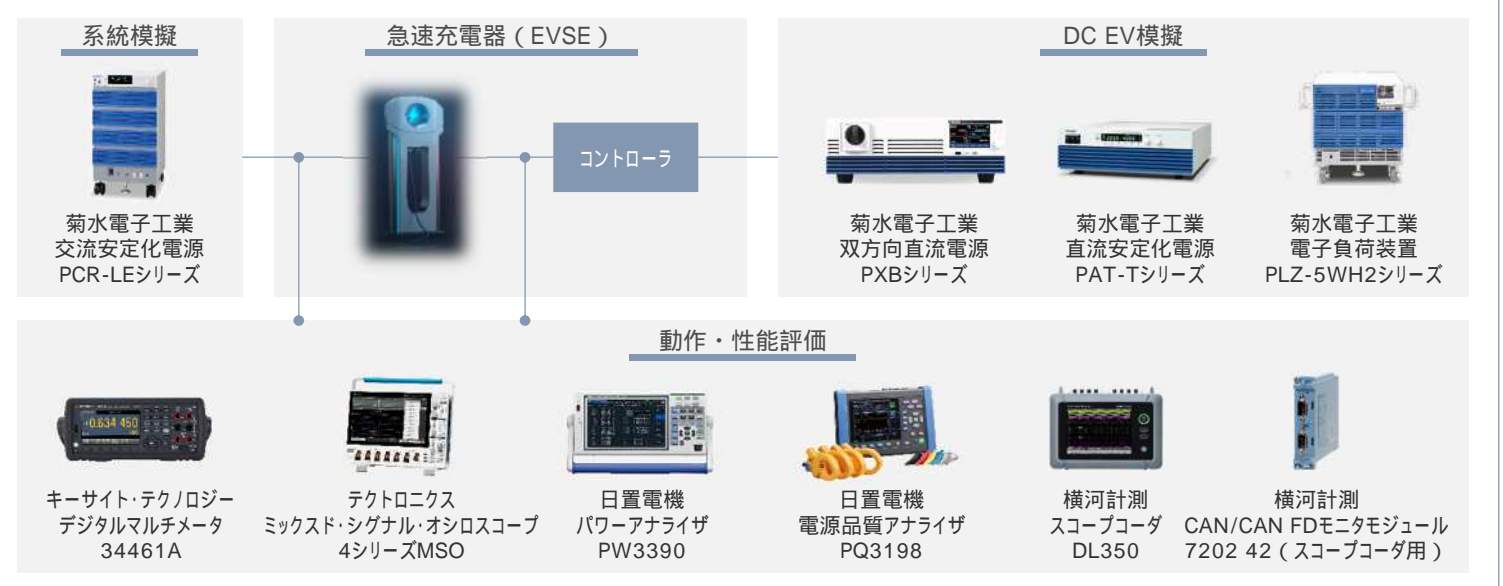 系統模擬
急速充電器（EVSE）
DC EV模擬
コントローラ
菊水電子工業
交流安定化電源
PCR-LEシリーズ
菊水電子工業
双方向直流電源
PXBシリーズ
菊水電子工業
直流安定化電源
PAT-Tシリーズ
菊水電子工業
電子負荷装置
PLZ-5WH2シリーズ
動作・性能評価
+0.634 450
キーサイト・テクノロジー
デジタルマルチメータ
34461A
テクトロニクス
ミックスド・シグナル・オシロスコープ
4シリーズMSO
日置電機
パワーアナライザ
PW3390
日置電機
電源品質アナライザ
PQ3198
横河計測
スコープコーダ
DL350
横河計測
CAN/CAN FDモニタモジュール
7202 42（スコープコーダ用）